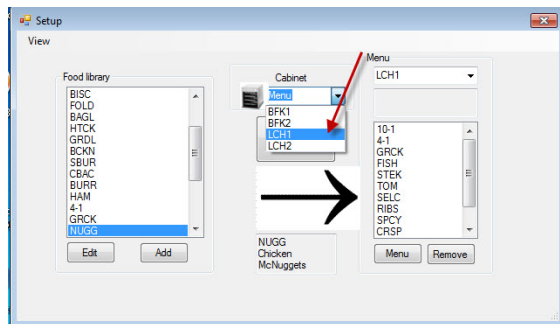 Setup
View
Food library
BISC
FOLD
BAGL
HTCK
GRDL
BCKN
SBUR
CBAC
BURR
HAM
4-1
GRCK
NUGG
Edit
Add
Cabinet
Menu
BFK1
BFK2
LCH1
LCH2
NUGG
Chicken
McNuggets
Menu
LCH1
10-1
4-1
GRCK
FISH
STEK
TOM
SELC
RIBS
SPCY
CRSP
Menu
Remove